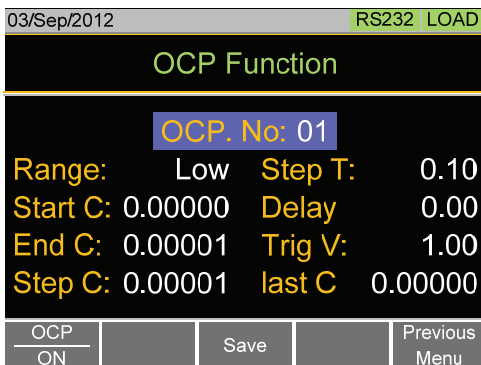 03/Sep/2012 RS232 LOAD
OCP Function
OCP. No: 01
Range: Low Step T: 0.10
Start C: 0.00000 Delay 0.00
End C: 0.00001 Trig V: 1.00
Step C: 0.00001 last C 0.00000
OCP
ON
Save
Previous
Menu